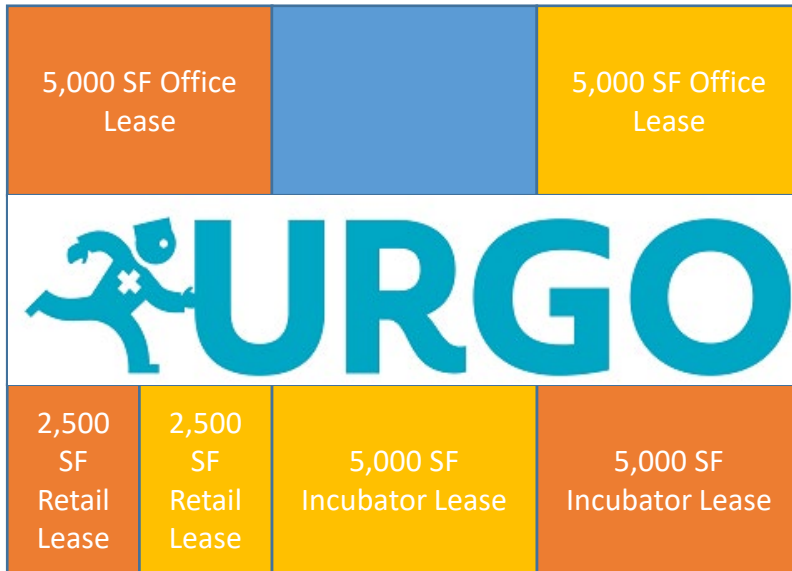 5,000 SF Office
Lease
5,000 SF Office
Lease
URGO
2,500
SF
Retail
Lease
2,500
SF
Retail
Lease
5,000 SF
Incubator Lease
5,000 SF
Incubator Lease